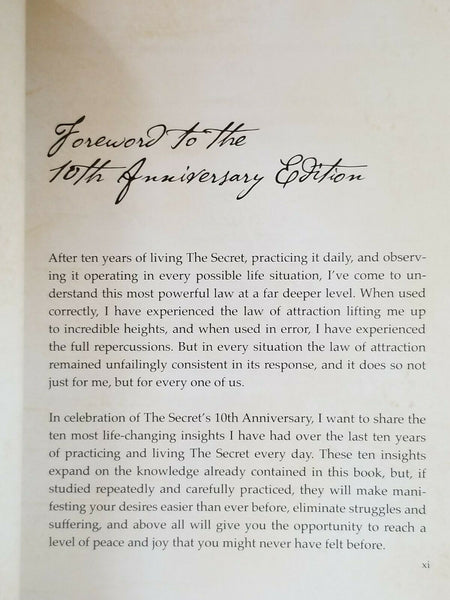 Foreword to the
10th Anniversary Edition
After ten years of living The Secret, practicing it daily, and observ-
ing it operating in every possible life situation, I've come to un-
derstand this most powerful law at a far deeper level. When used
correctly, I have experienced the law of attraction lifting me up
to incredible heights, and when used in error, I have experienced
the full repercussions. But in every situation the law of attraction
remained unfailingly consistent in its response, and it does so not
just for me, but for every one of us.
In celebration of The Secret's 10th Anniversary, I want to share the
ten most life-changing insights I have had over the last ten years
of practicing and living The Secret every day. These ten insights
expand on the knowledge already contained in this book, but, if
studied repeatedly and carefully practiced, they will make mani-
festing your desires easier than ever before, eliminate struggles and
suffering, and above all will give you the opportunity to reach a
level of peace and joy that you might never have felt before.
xi